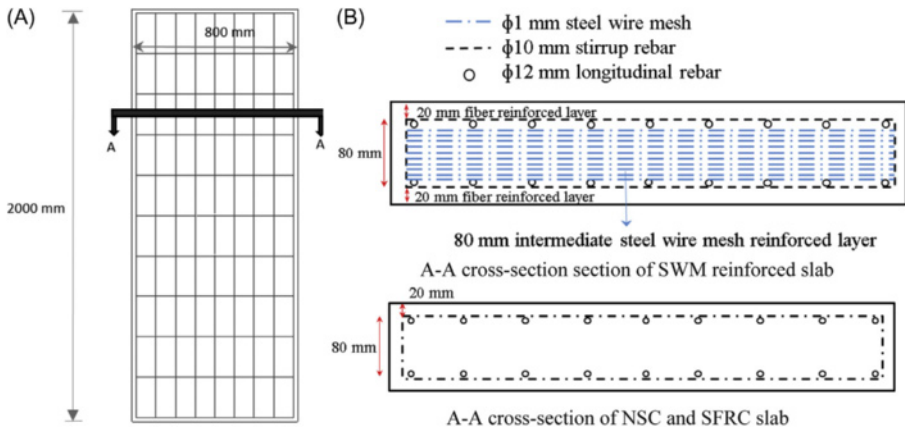 (A)
800 mm
A
A
2000 mm
(B)
ϕ1 mm steel wire mesh
ϕ10 mm stirrup rebar
ϕ12 mm longitudinal rebar
20 mm fiber reinforced layer
80 mm
20 mm fiber reinforced layer
80 mm intermediate steel wire mesh reinforced layer
A-A cross-section section of SWM reinforced slab
20 mm
80 mm
A-A cross-section of NSC and SFRC slab